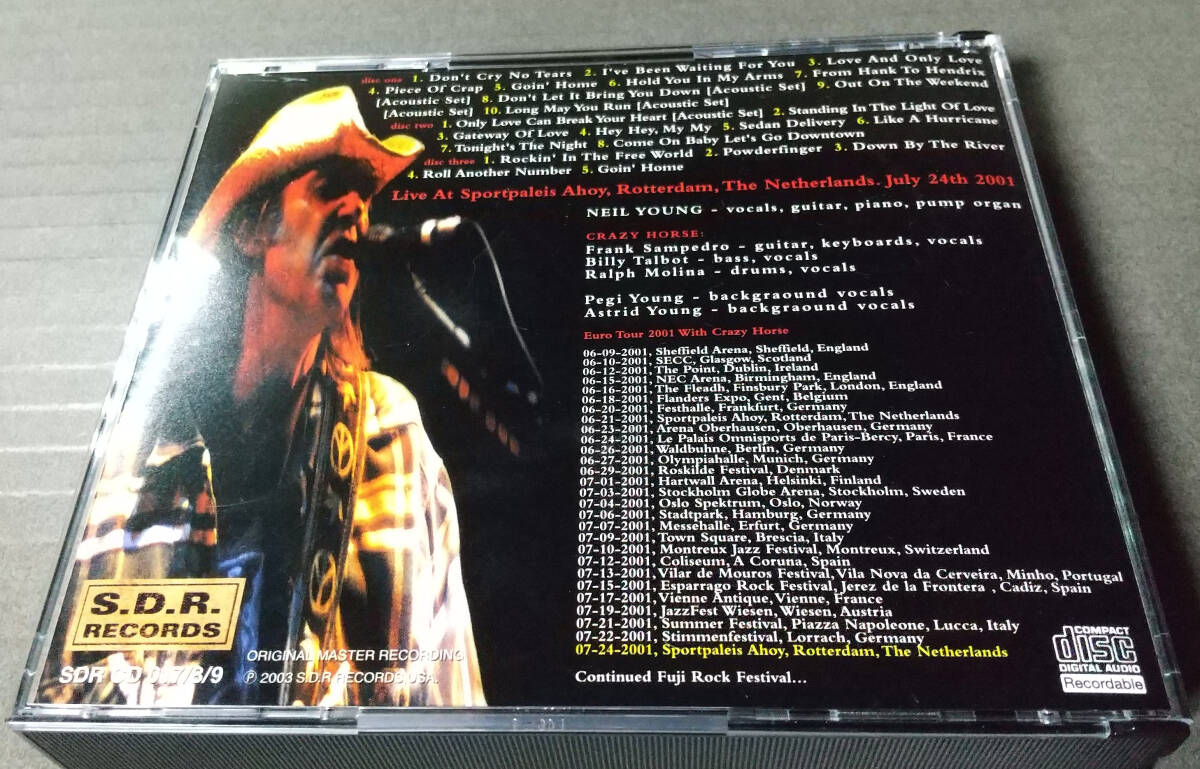 disc one 1. Don't Cry No Tears 2. I've Been Waiting For You 3. Love And Only Love
4. Piece Of Crap 5. Goin' Home 6. Hold You In My Arms 7. From Hank To Hendrix
[Acoustic Set] 8. Don't Let It Bring You Down [Acoustic Set] 9. Out On The Weekend
[Acoustic Set] 10. Long May You Run [Acoustic Set]
disc two 1. Only Love Can Break Your Heart [Acoustic Set] 2. Standing In The Light Of Love
3. Gateway Of Love 4. Hey Hey, My My 5. Sedan Delivery 6. Like A Hurricane
7. Tonight's The Night 8. Come On Baby Let's Go Downtown
disc three 1. Rockin' In The Free World 2. Powderfinger 3. Down By The River
4. Roll Another Number 5. Goin' Home
Live At Sportpaleis Ahoy, Rotterdam, The Netherlands. July 24th 2001
NEIL YOUNG - vocals, guitar, piano, pump organ
CRAZY HORSE:
Frank Sampedro - guitar, keyboards, vocals
Billy Talbot - bass, vocals
Ralph Molina - drums, vocals
Pegi Young - backgraound vocals
Astrid Young - backgraound vocals
Euro Tour 2001 With Crazy Horse
06-09-2001, Sheffield Arena, Sheffield, England
06-10-2001, SECC, Glasgow, Scotland
06-12-2001, The Point, Dublin, Ireland
06-15-2001, NEC Arena, Birmingham, England
06-16-2001, The Fleadh, Finsbury Park, London, England
06-18-2001, Flanders Expo, Gent, Belgium
06-20-2001, Festhalle, Frankfurt, Germany
06-21-2001, Sportpaleis Ahoy, Rotterdam, The Netherlands
06-23-2001, Arena Oberhausen, Oberhausen, Germany
06-24-2001, Le Palais Omnisports de Paris-Bercy, Paris, France
06-26-2001, Waldbuhne, Berlin, Germany
06-27-2001, Olympiahalle, Munich, Germany
06-29-2001, Roskilde Festival, Denmark
07-01-2001, Hartwall Arena, Helsinki, Finland
07-03-2001, Stockholm Globe Arena, Stockholm, Sweden
07-04-2001, Oslo Spektrum, Oslo, Norway
07-06-2001, Stadtpark, Hamburg, Germany
07-07-2001, Messehalle, Erfurt, Germany
07-09-2001, Town Square, Brescia, Italy
07-10-2001, Montreux Jazz Festival, Montreux, Switzerland
07-12-2001, Coliseum, A Coruna, Spain
07-13-2001, Vilar de Mouros Festival, Vila Nova da Cerveira, Minho, Portugal
07-15-2001, Esparrago Rock Festival, Jerez de la Frontera , Cadiz, Spain
07-17-2001, Vienne Antique, Vienne, France
07-19-2001, JazzFest Wiesen, Wiesen, Austria
07-21-2001, Summer Festival, Piazza Napoleone, Lucca, Italy
07-22-2001, Stimmenfestival, Lorrach, Germany
07-24-2001, Sportpaleis Ahoy, Rotterdam, The Netherlands
Continued Fuji Rock Festival...
S.D.R.
RECORDS
ORIGINAL MASTER RECORDING
SDR CD
℗ 2003 S.D.R RECORDS USA.
COMPACT
disc
DIGITAL AUDIO
Recordable